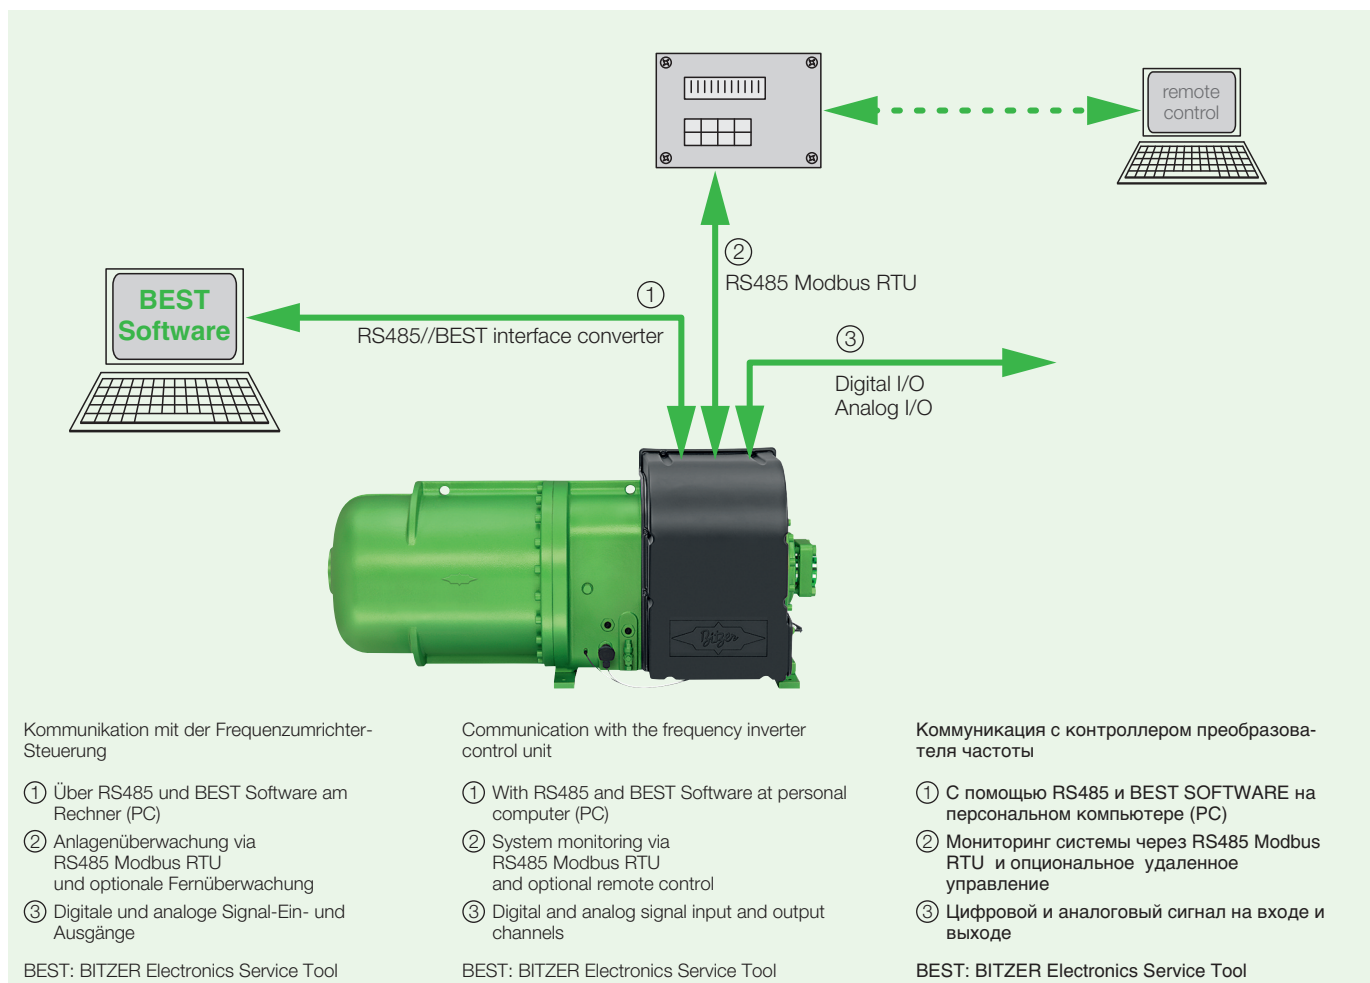 remote
control
②
RS485 Modbus RTU
BEST
Software
①
RS485//BEST interface converter
③
Digital I/O
Analog I/O
Bitzer
Kommunikation mit der Frequenzumrichter-
Steuerung
① Über RS485 und BEST Software am
Rechner (PC)
② Anlagenüberwachung via
RS485 Modbus RTU
und optionale Fernüberwachung
③ Digitale und analoge Signal-Ein- und
Ausgänge
BEST: BITZER Electronics Service Tool
Communication with the frequency inverter
control unit
① With RS485 and BEST Software at personal
computer (PC)
② System monitoring via
RS485 Modbus RTU
and optional remote control
③ Digital and analog signal input and output
channels
BEST: BITZER Electronics Service Tool
Коммуникация с контроллером преобразова-
теля частоты
① С помощью RS485 и BEST SOFTWARE на
персональном компьютере (PC)
② Мониторинг системы через RS485 Modbus
RTU и опциональное удаленное
управление
③ Цифровой и аналоговый сигнал на входе и
выходе
BEST: BITZER Electronics Service Tool